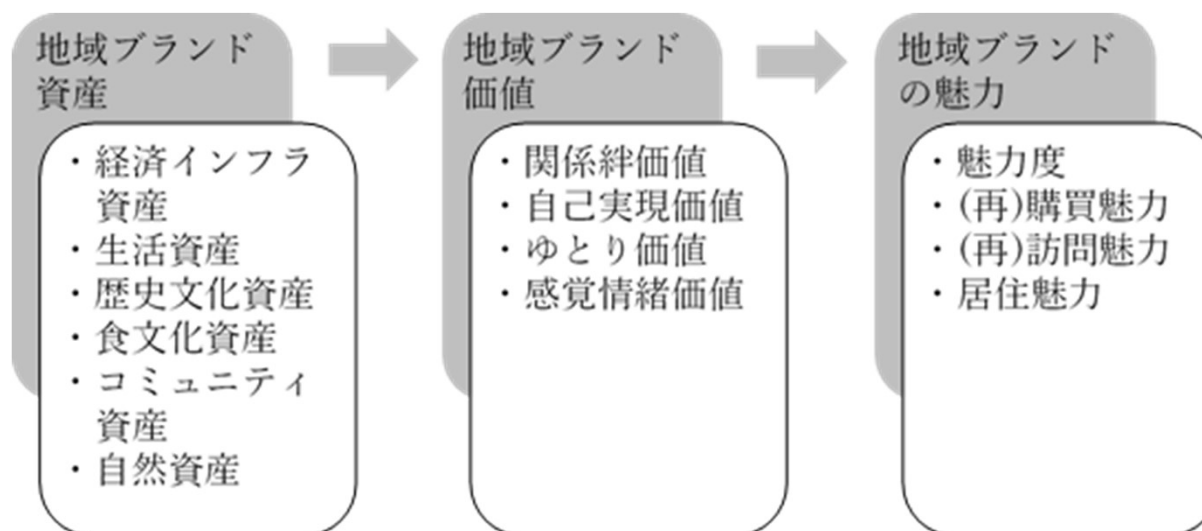 地域ブランド
資産
・経済インフラ
資産
・生活資産
・歴史文化資産
・食文化資産
・コミュニティ
資産
・自然資産
地域ブランド
価値
・関係絆価値
・自己実現価値
・ゆとり価値
・感覚情緒価値
地域ブランド
の魅力
・魅力度
・(再)購買魅力
・(再)訪問魅力
・居住魅力